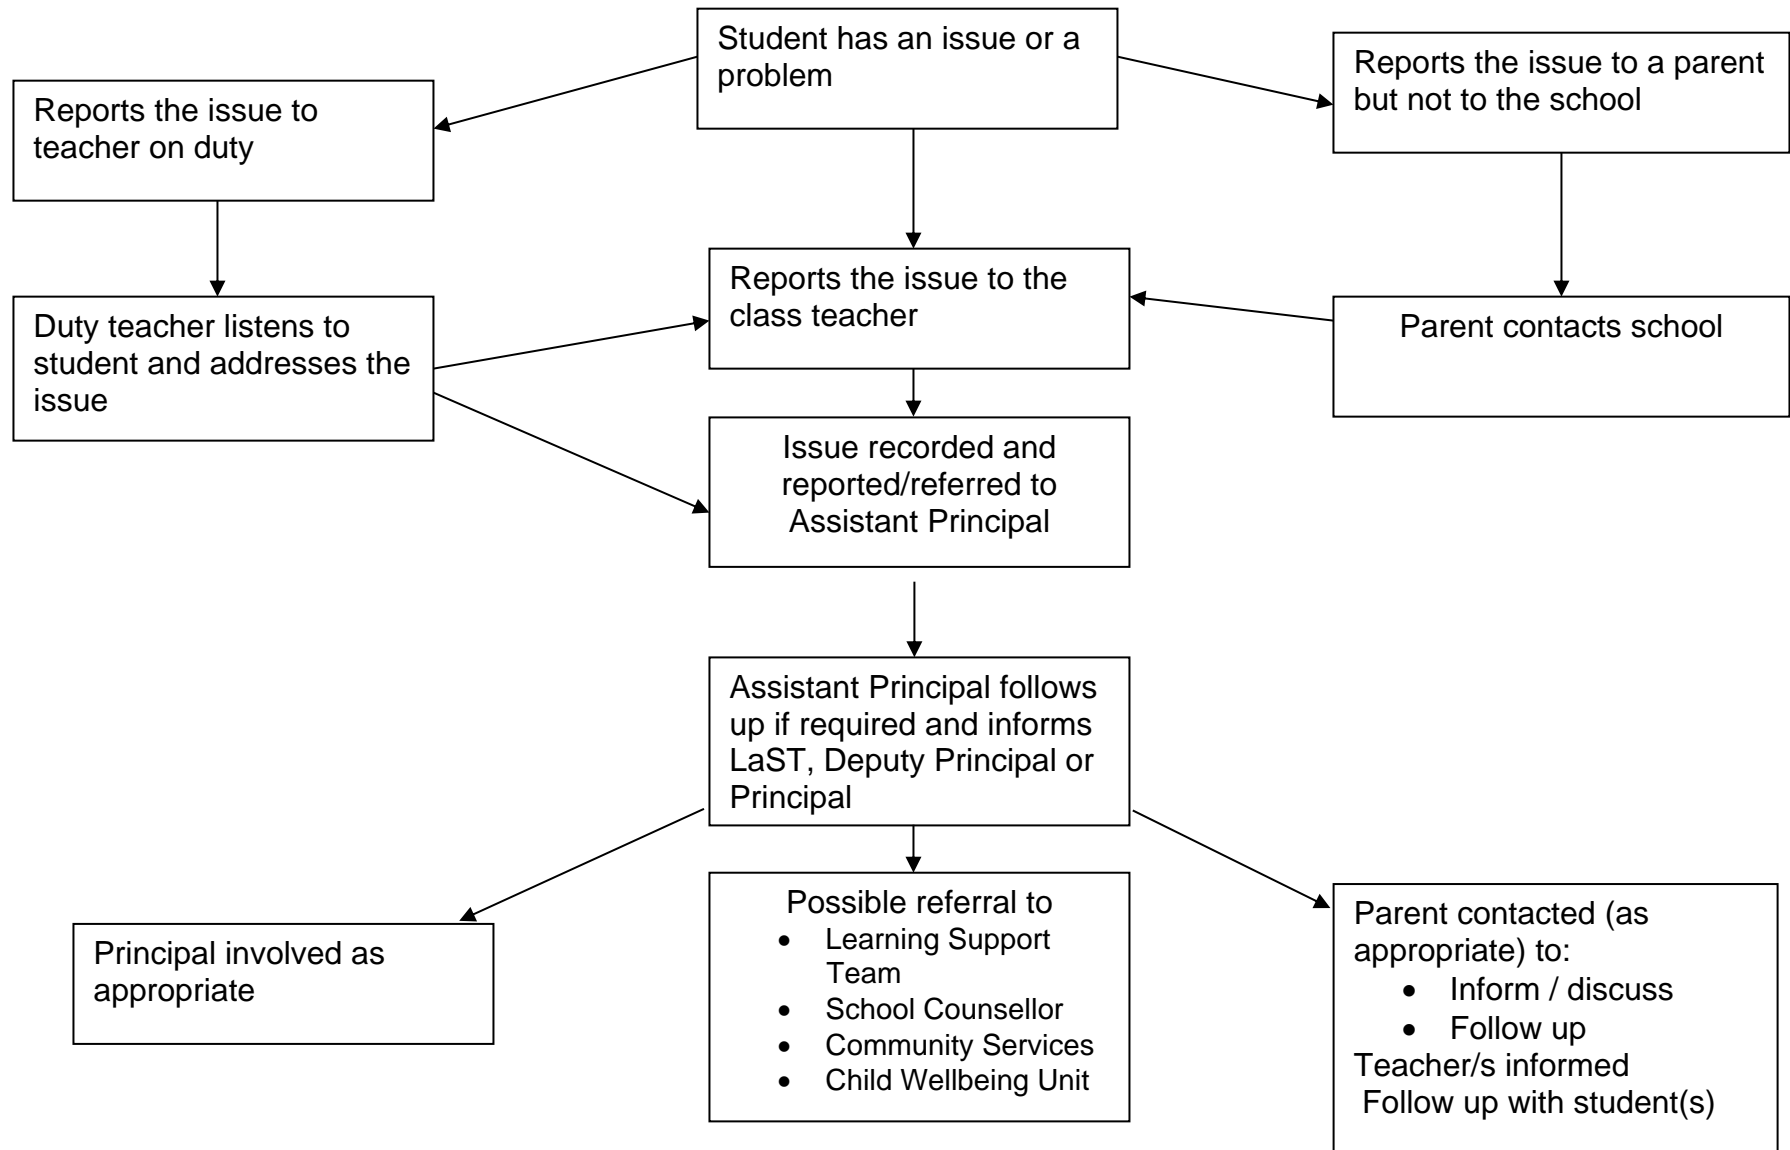 Student has an issue or a
problem
Reports the issue to
teacher on duty
Reports the issue to a parent
but not to the school
Duty teacher listens to
student and addresses the
issue
Reports the issue to the
class teacher
Parent contacts school
Issue recorded and
reported/referred to
Assistant Principal
Assistant Principal follows
up if required and informs
LaST, Deputy Principal or
Principal
Principal involved as
appropriate
Possible referral to
• Learning Support
Team
• School Counsellor
• Community Services
• Child Wellbeing Unit
Parent contacted (as
appropriate) to:
• Inform / discuss
• Follow up
Teacher/s informed
Follow up with student(s)